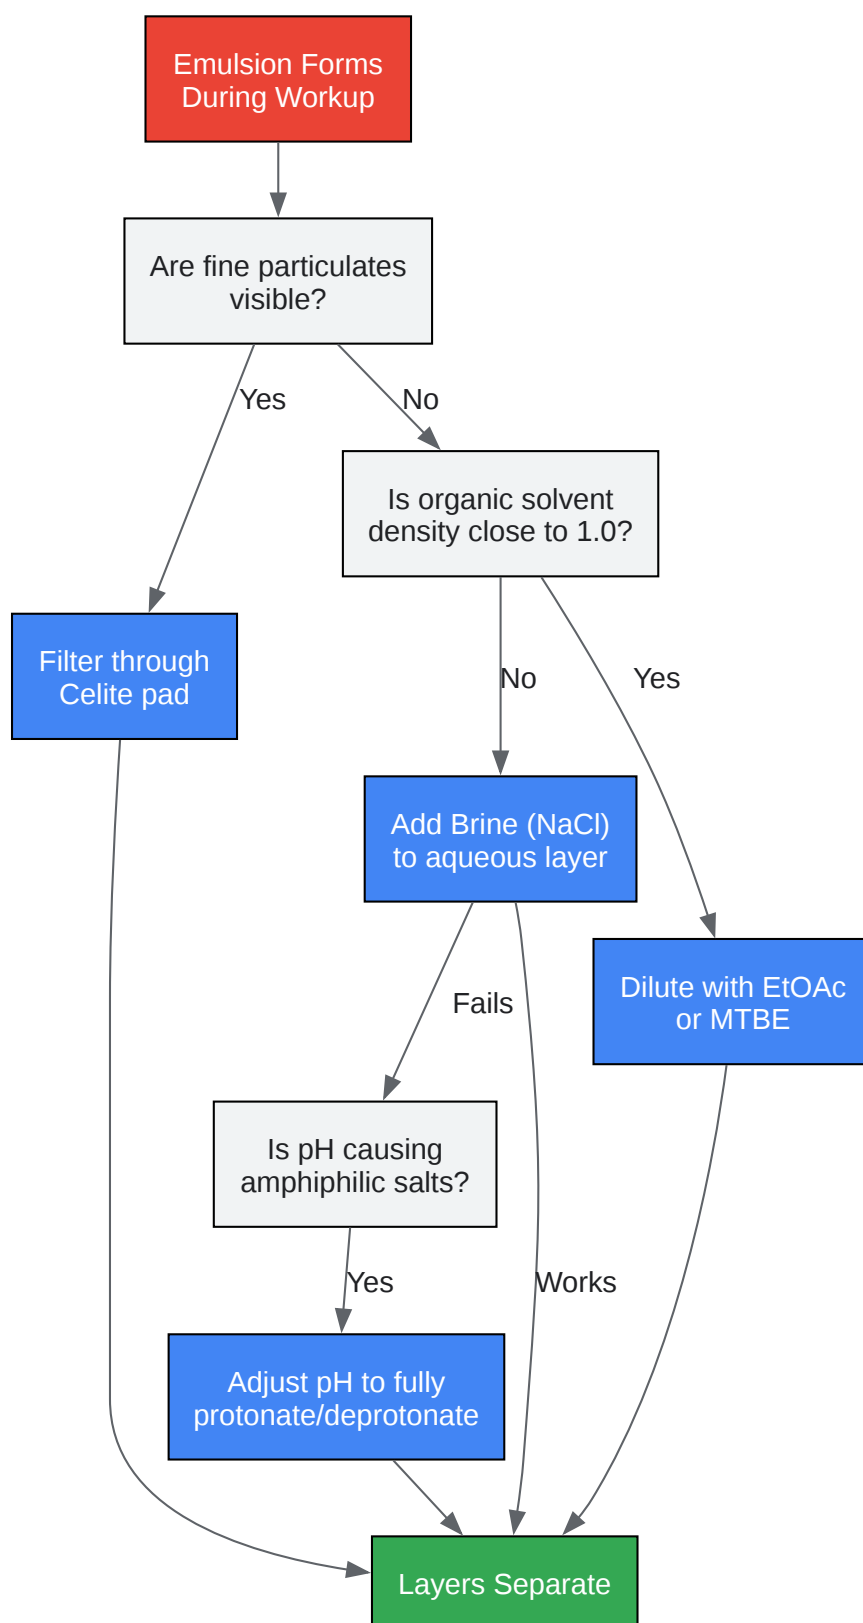 Emulsion Forms
During Workup
Are fine particulates
visible?
Yes
No
Is organic solvent
density close to 1.0?
Filter through
Celite pad
No
Yes
Add Brine (NaCl)
to aqueous layer
Dilute with EtOAc
or MTBE
Fails
Is pH causing
amphiphilic salts?
Yes
Works
Adjust pH to fully
protonate/deprotonate
Layers Separate